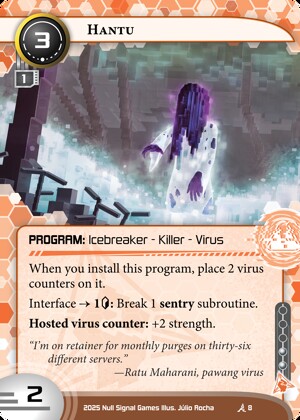 Hantu
3
1
PROGRAM: Icebreaker - Killer - Virus
When you install this program, place 2 virus
counters on it.
Interface → 1: Break 1 sentry subroutine.
Hosted virus counter: +2 strength.
"I'm on retainer for monthly purges on thirty-six
different servers."
—Ratu Maharani, pawang virus
2
2025 Null Signal Games Illus. Júlio Rocha
8